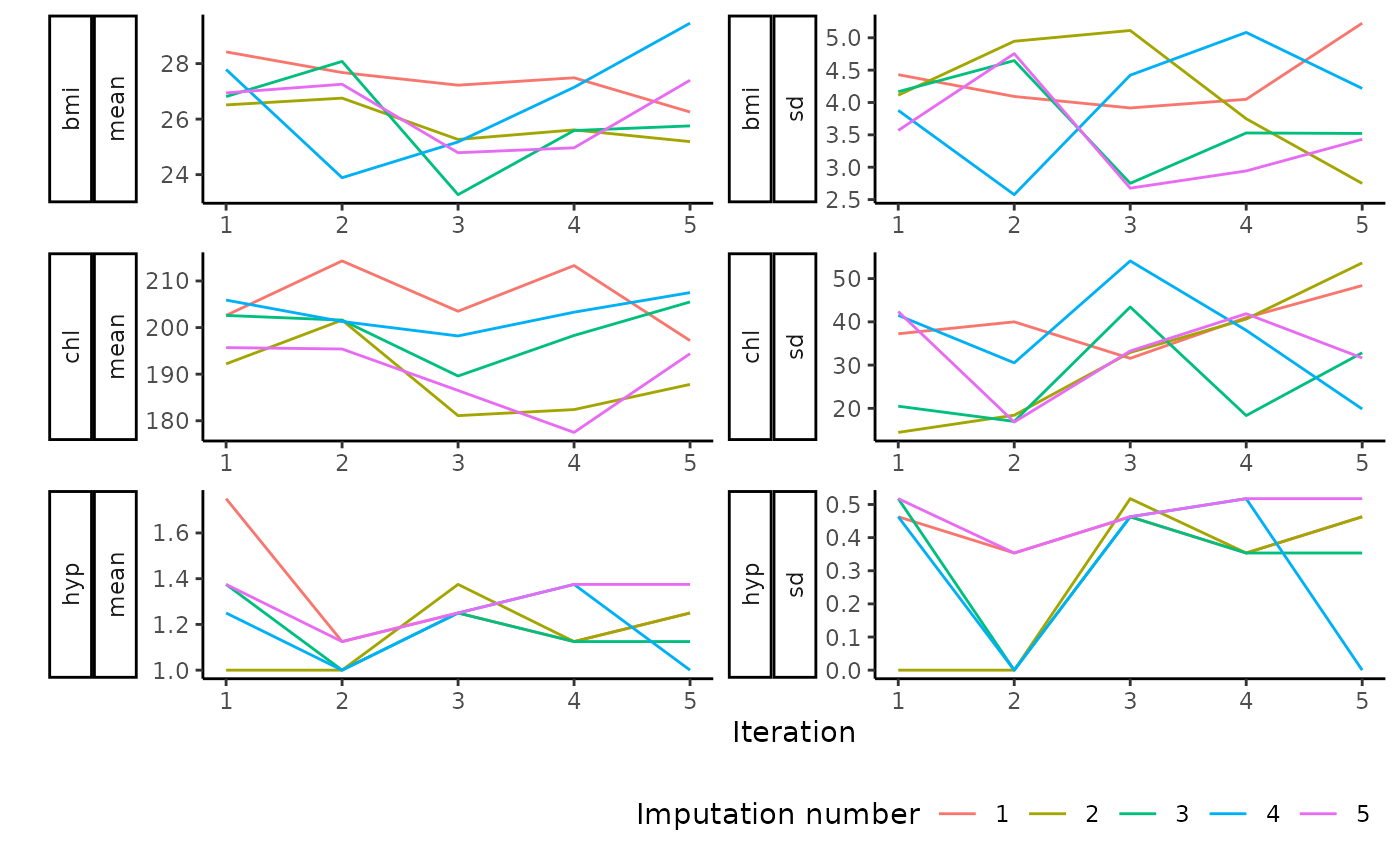 bmi
mean
28
26
24
1 2 3 4 5
bmi
sd
5.0
4.5
4.0
3.5
3.0
2.5
1 2 3 4 5
chl
mean
210
200
190
180
1 2 3 4 5
chl
sd
50
40
30
20
1 2 3 4 5
hyp
mean
1.6
1.4
1.2
1.0
1 2 3 4 5
hyp
sd
0.5
0.4
0.3
0.2
0.1
0.0
1 2 3 4 5
Iteration
Imputation number 1 2 3 4 5